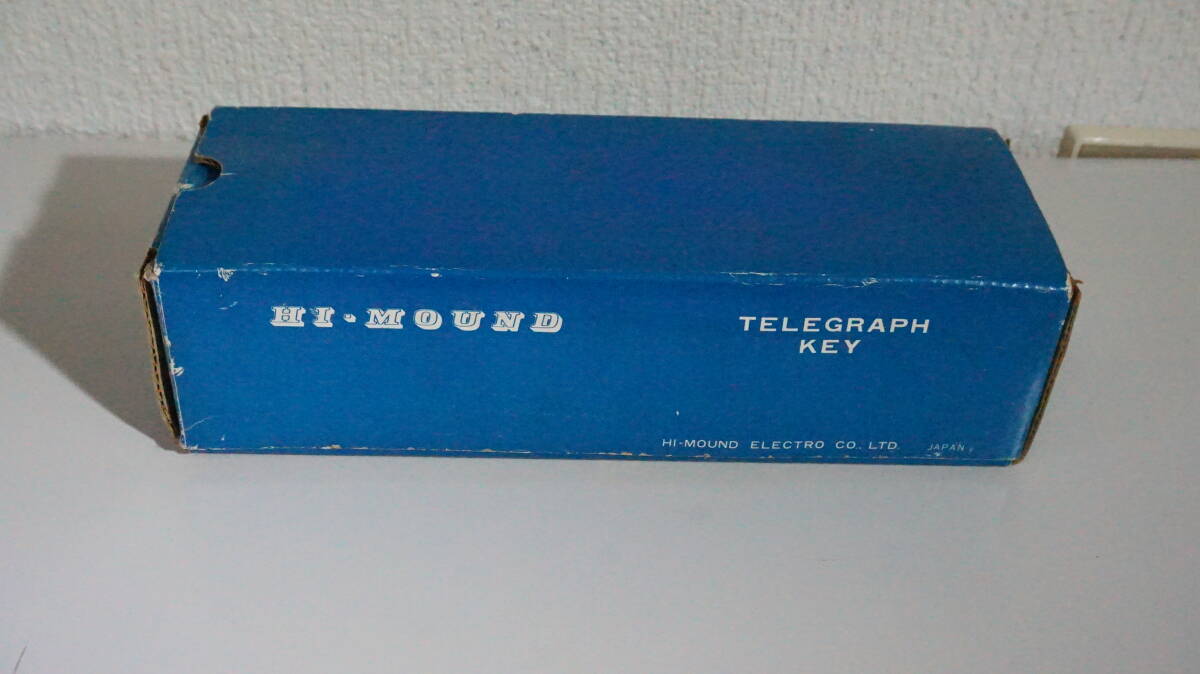 HI-MOUND
TELEGRAPH
KEY
HI-MOUND ELECTRO CO., LTD. JAPAN